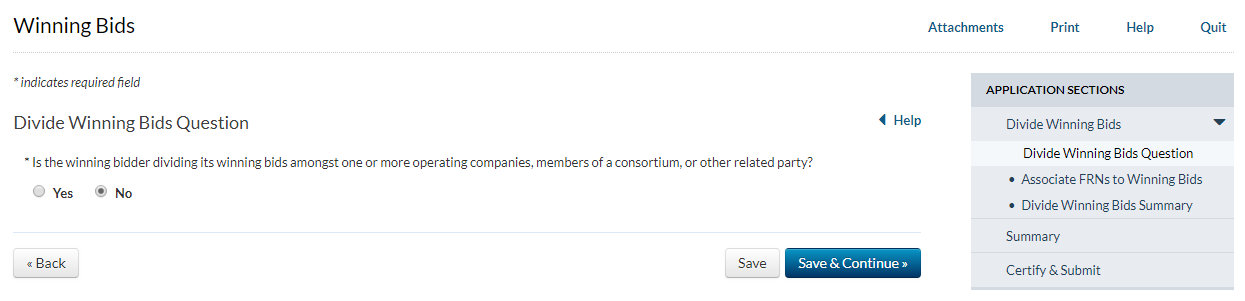 Winning Bids
Attachments Print Help Quit
* indicates required field
Divide Winning Bids Question
Help
* Is the winning bidder dividing its winning bids amongst one or more operating companies, members of a consortium, or other related party?
Yes No
« Back Save Save & Continue »
APPLICATION SECTIONS
Divide Winning Bids
Divide Winning Bids Question
• Associate FRNs to Winning Bids
• Divide Winning Bids Summary
Summary
Certify & Submit